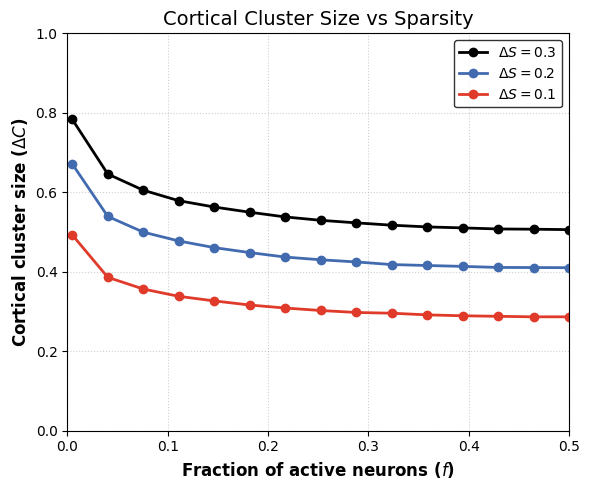 Cortical Cluster Size vs Sparsity
Cortical cluster size (ΔC)
1.0
0.8
0.6
0.4
0.2
0.0
ΔS = 0.3
ΔS = 0.2
ΔS = 0.1
0.0 0.1 0.2 0.3 0.4 0.5
Fraction of active neurons (f)